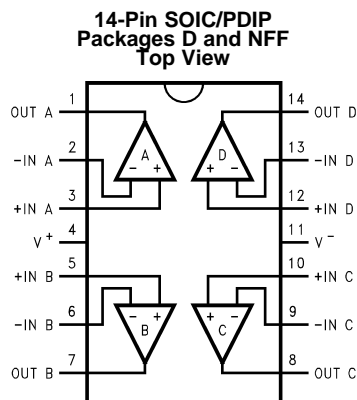 14-Pin SOIC/PDIP
Packages D and NFF
Top View
1
14
OUT A
OUT D
2
13
A
D
-IN A
-IN D
- +
+ -
3
12
+IN A
+IN D
4
11
V+
V-
5
10
+IN B
+IN C
6
9
- +
+ -
-IN B
-IN C
B
C
7
8
OUT B
OUT C